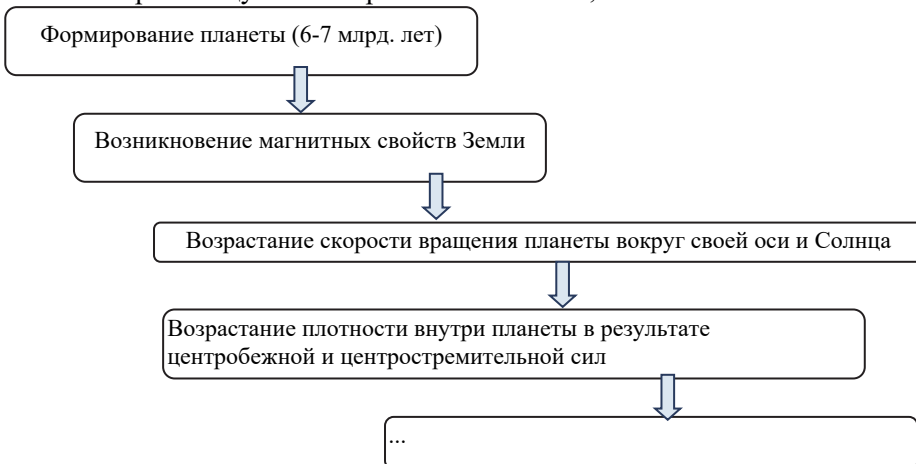 Формирование планеты (6-7 млрд. лет)
Возникновение магнитных свойств Земли
Возрастание скорости вращения планеты вокруг своей оси и Солнца
Возрастание плотности внутри планеты в результате
центробежной и центростремительной сил
...